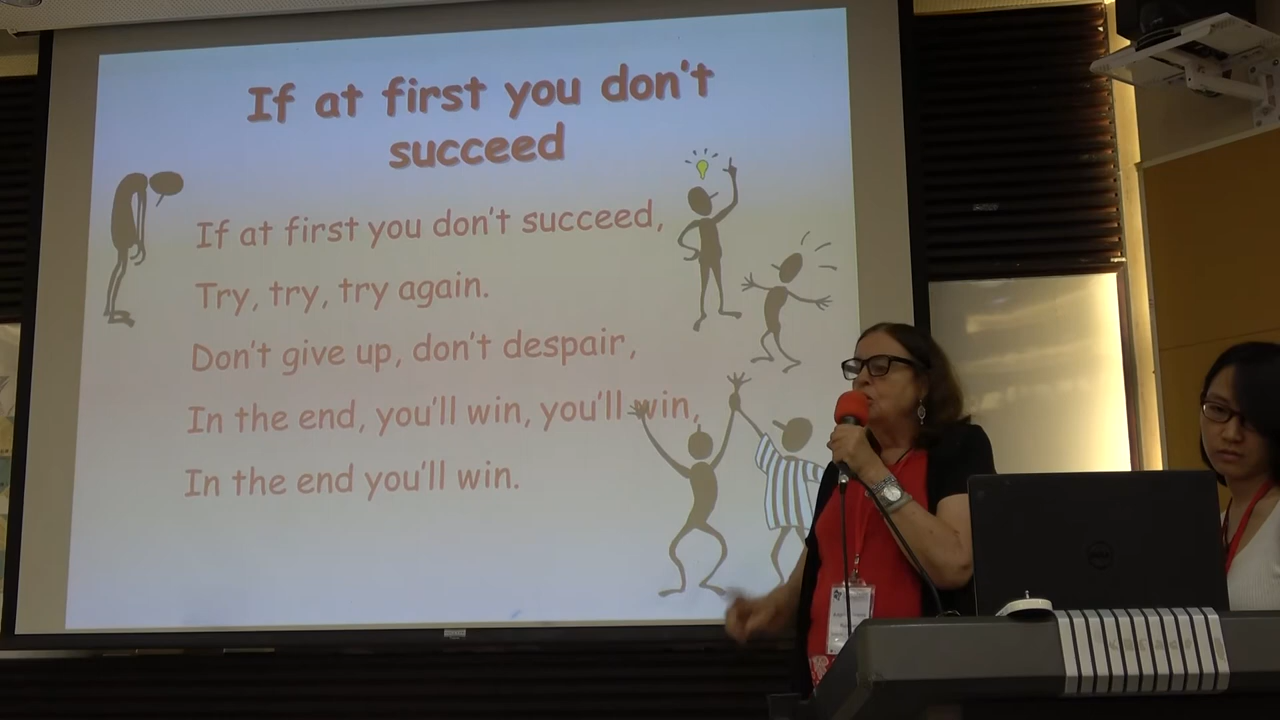 If at first you don't
succeed
If at first you don't succeed,
Try, try, try again.
Don't give up, don't despair,
In the end, you'll win, you'll win,
In the end you'll win.
DELL